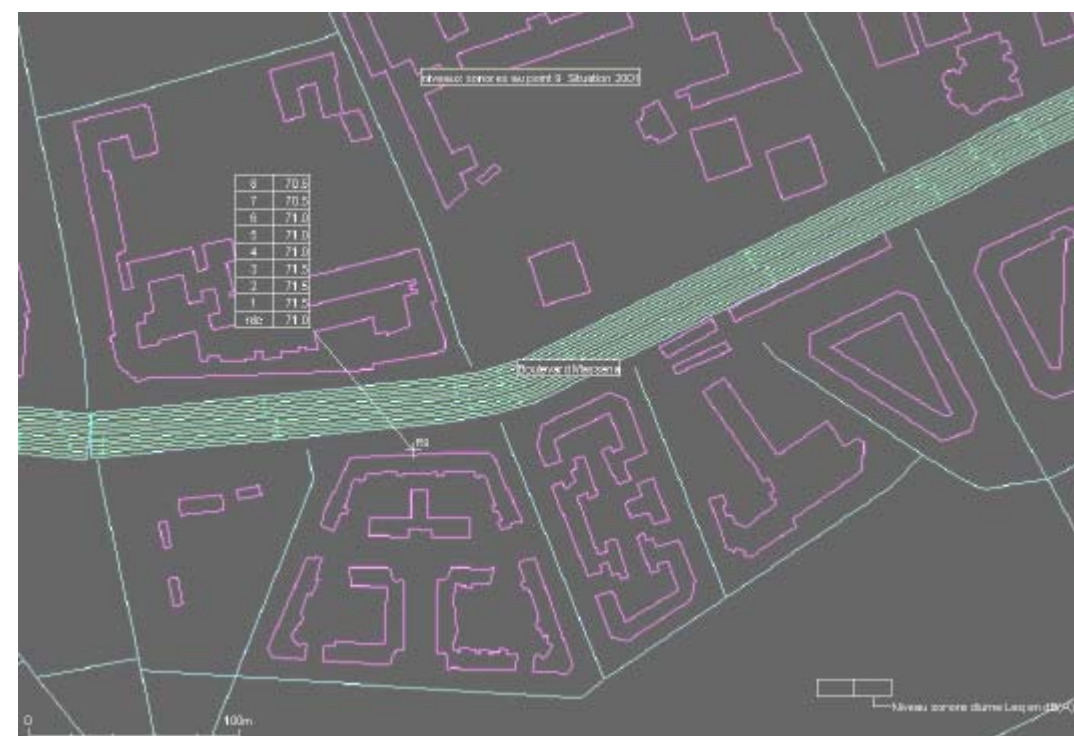 niveaux sonores au point 9 Situation 2001
8 70.5
7 70.5
6 71.0
5 71.0
4 71.0
3 71.5
2 71.5
1 71.5
rdc 71.0
Boulevard Massena
R9
0 100m
Niveau sonore diurne Leq en dB(A)